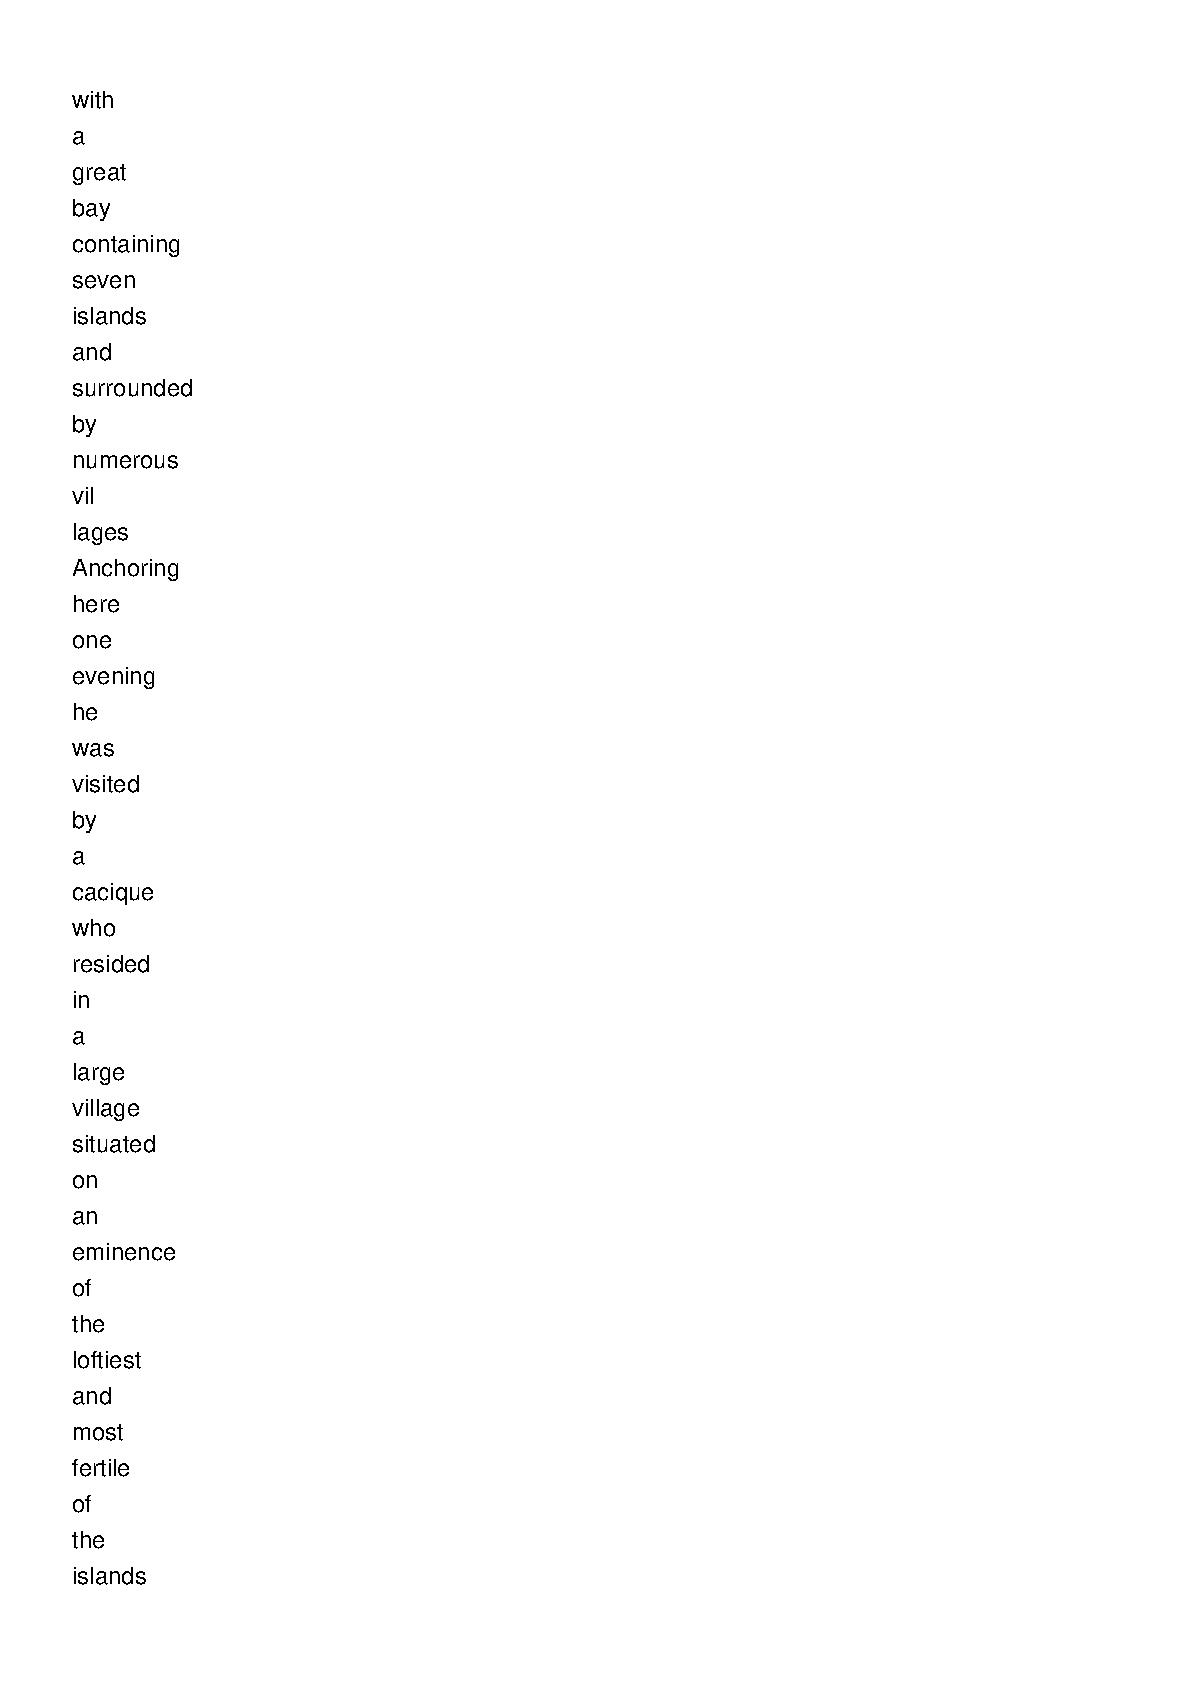 with
a
great
bay
containing
seven
islands
and
surrounded
by
numerous
vil
lages
Anchoring
here
one
evening
he
was
visited
by
a
cacique
who
resided
in
a
large
village
situated
on
an
eminence
of
the
loftiest
and
most
fertile
of
the
islands